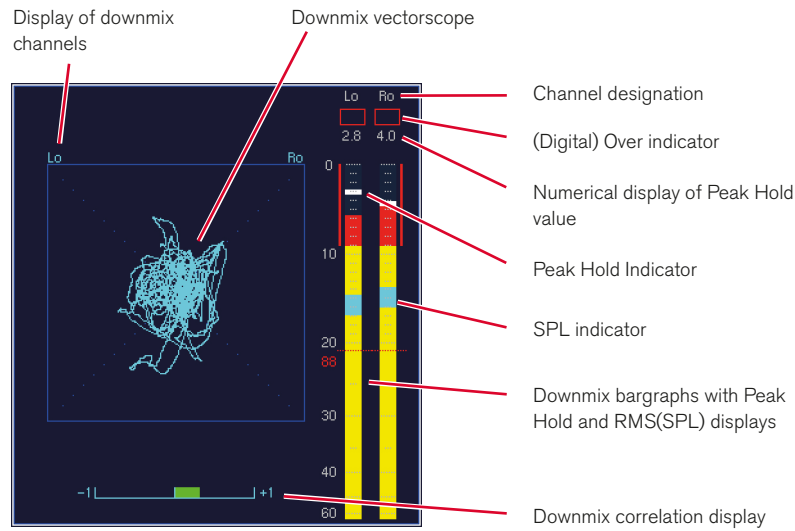 Display of downmix
channels
Downmix vectorscope
Lo Ro
Channel designation
(Digital) Over indicator
2.8 4.0
Numerical display of Peak Hold
value
Lo Ro
0
Peak Hold Indicator
10
SPL indicator
20
88
Downmix bargraphs with Peak
Hold and RMS(SPL) displays
30
40
-1 +1
60
Downmix correlation display